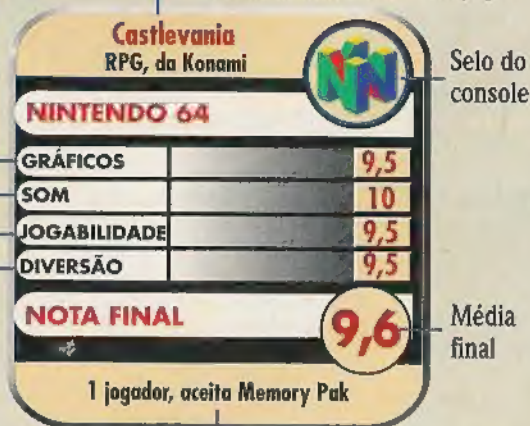 Castlevania
RPG, da Konami
Selo do
console
NINTENDO 64
GRÁFICOS 9,5
SOM 10
JOGABILIDADE 9,5
DIVERSÃO 9,5
NOTA FINAL 9,6
Média
final
1 jogador, aceita Memory Pak